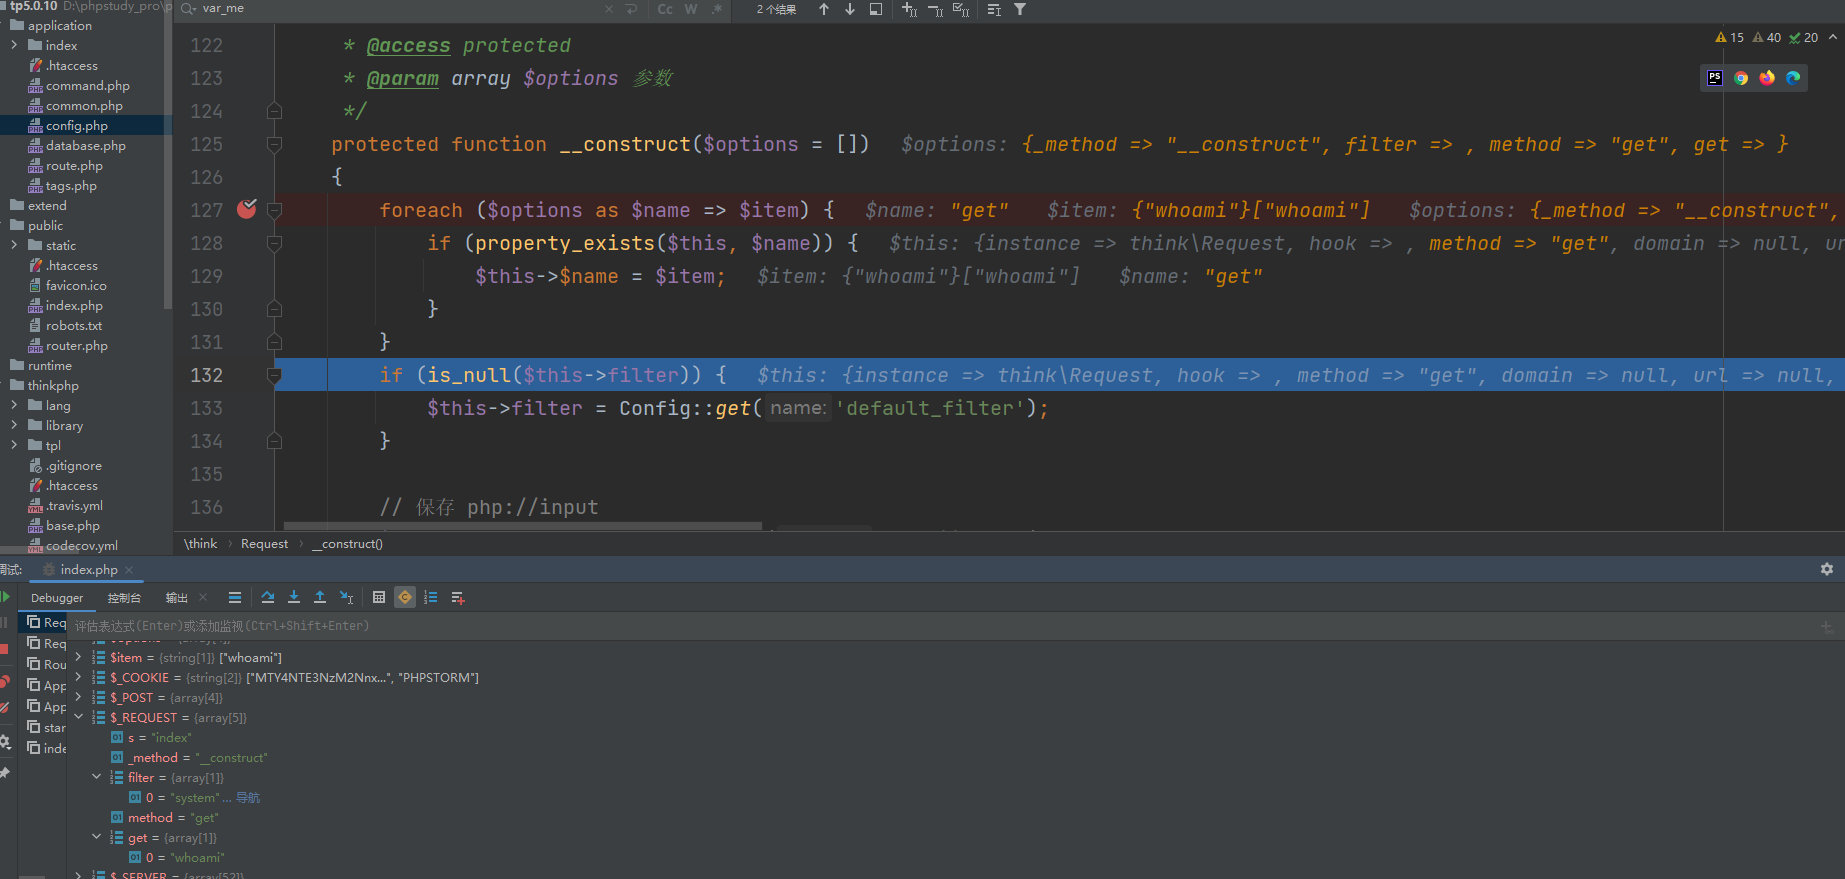 tp5.0.10 D:\phpstudy_pro\
application
index
.htaccess
command.php
common.php
config.php
database.php
route.php
tags.php
extend
public
static
.htaccess
favicon.ico
index.php
robots.txt
router.php
runtime
thinkphp
lang
library
tpl
.gitignore
.htaccess
.travis.yml
base.php
codecov.yml
var_me
Cc W .*
2 个结果
15 40 20
122 * @access protected
123 * @param array $options 参数
124 */
125 protected function __construct($options = []) $options: {_method => "__construct", filter => , method => "get", get => }
126 {
127 foreach ($options as $name => $item) { $name: "get" $item: {"whoami"}["whoami"] $options: {_method => "__construct",
128 if (property_exists($this, $name)) { $this: {instance => think\Request, hook => , method => "get", domain => null, ur
129 $this->$name = $item; $item: {"whoami"}["whoami"] $name: "get"
130 }
131 }
132 if (is_null($this->filter)) { $this: {instance => think\Request, hook => , method => "get", domain => null, url => null,
133 $this->filter = Config::get( name: 'default_filter');
134 }
135
136 // 保存 php://input
\think › Request › __construct()
调试: index.php
Debugger 控制台 输出
Req
Req
Rou
App
App
star
inde
评估表达式(Enter)或添加监视(Ctrl+Shift+Enter)
$item = {string[1]} ["whoami"]
$_COOKIE = {string[2]} ["MTY4NTE3NzM2Nnx...", "PHPSTORM"]
$_POST = {array[4]}
$_REQUEST = {array[5]}
s = "index"
_method = "__construct"
filter = {array[1]}
0 = "system"... 导航
method = "get"
get = {array[1]}
0 = "whoami"
$_SERVER = {array[52]}